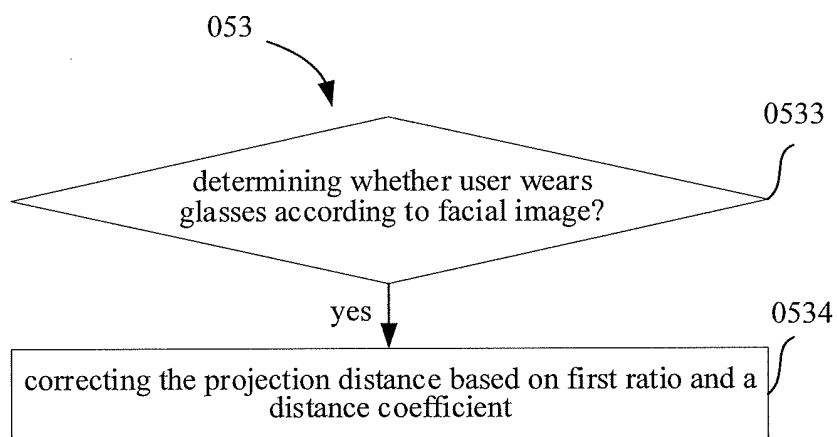 053
0533
determining whether user wears
glasses according to facial image?
yes
0534
correcting the projection distance based on first ratio and a
distance coefficient